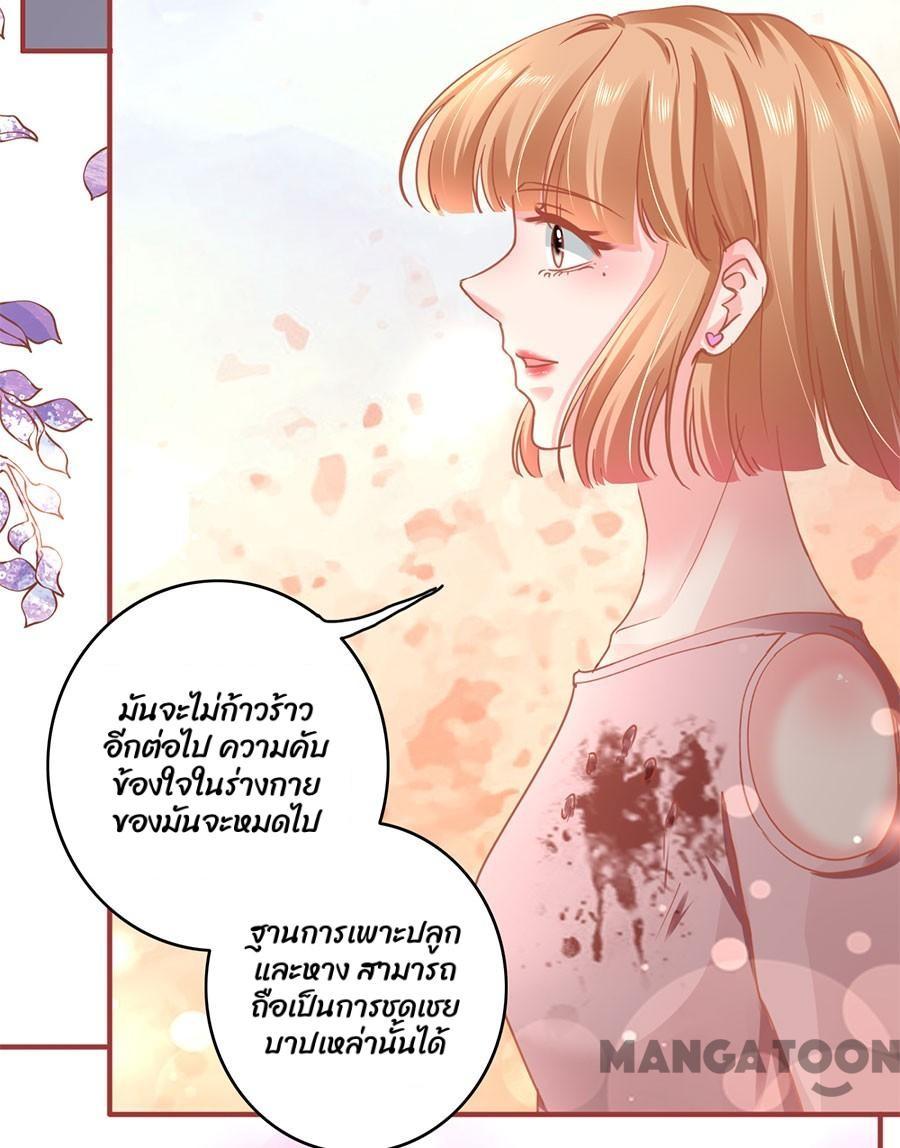 มันจะไม่ก้าวร้าว
อีกต่อไป ความคับ
ข้องใจในร่างกาย
ของมันจะหมดไป
ฐานการเพาะปลูก
และหาง สามารถ
ถือเป็นการชดเชย
บาปเหล่านั้นได้
MANGATOON